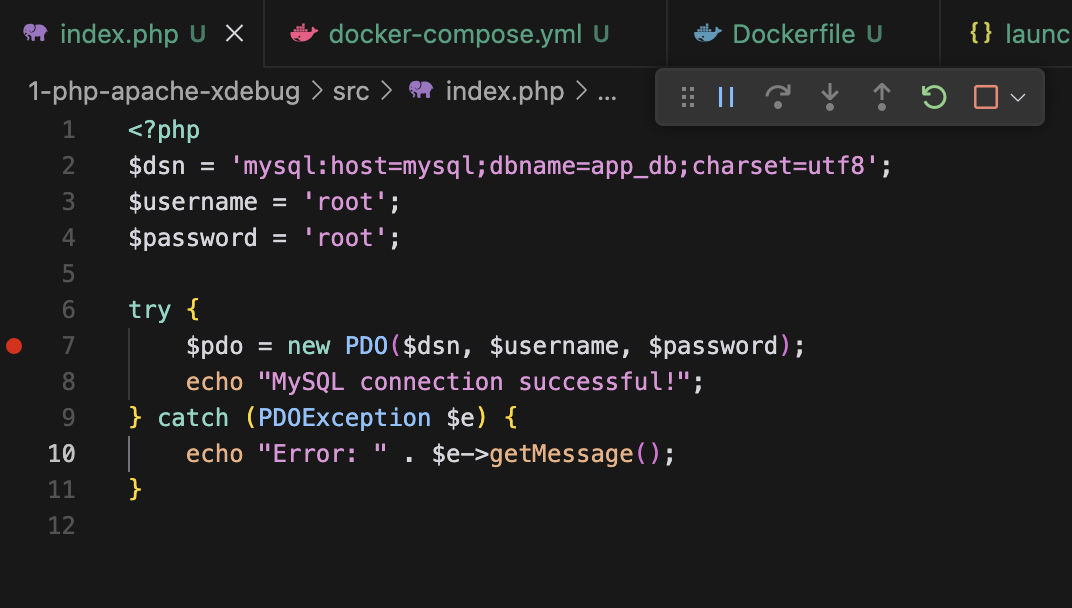 index.php U
docker-compose.yml U
Dockerfile U
{} launc
1-php-apache-xdebug > src > index.php > ...
1 <?php
2 $dsn = 'mysql:host=mysql;dbname=app_db;charset=utf8';
3 $username = 'root';
4 $password = 'root';
5
6 try {
7     $pdo = new PDO($dsn, $username, $password);
8     echo "MySQL connection successful!";
9 } catch (PDOException $e) {
10     echo "Error: " . $e->getMessage();
11 }
12